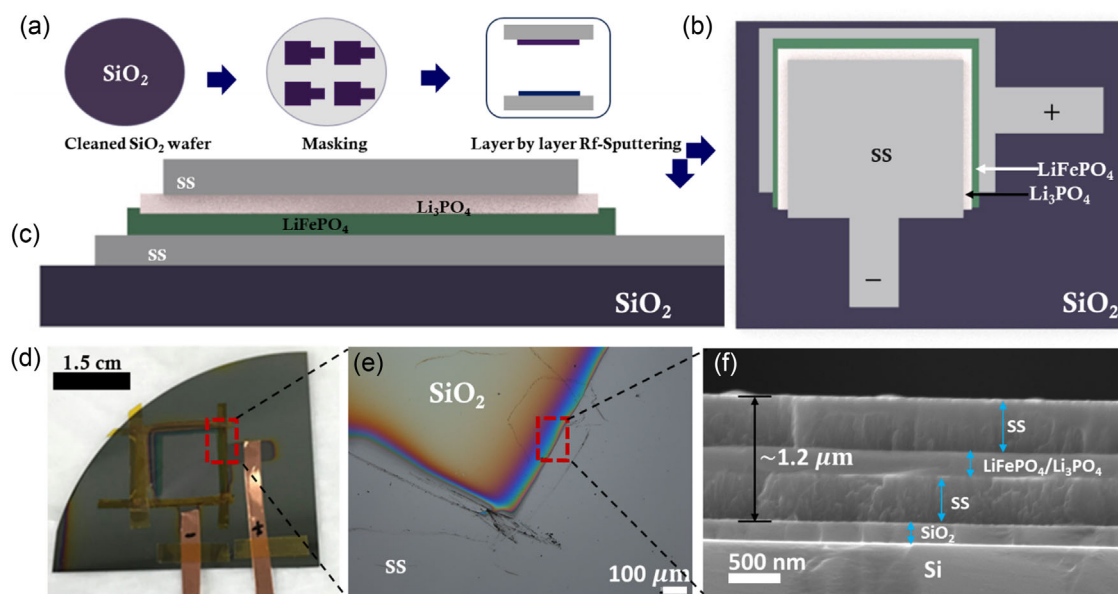 (a)
SiO₂
Cleaned SiO₂ wafer
Masking
Layer by layer Rf-Sputtering
(b)
+
SS
LiFePO₄
Li₃PO₄
−
SiO₂
(c)
SS
Li₃PO₄
LiFePO₄
SS
SiO₂
(d)
1.5 cm
-
+
(e)
SiO₂
SS
100 μm
(f)
SS
~1.2 μm
LiFePO₄/Li₃PO₄
SS
SiO₂
500 nm
Si